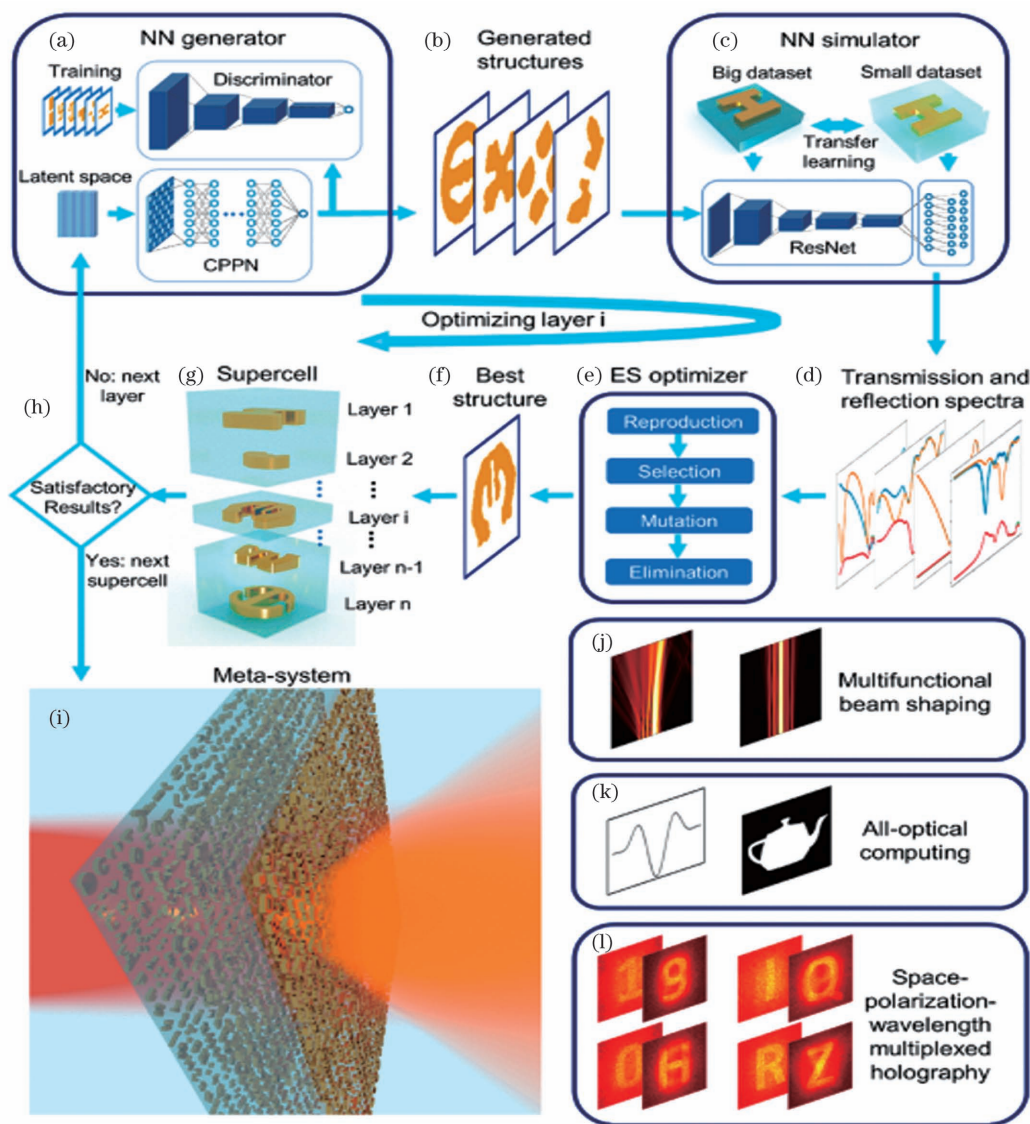 (a)
NN generator
Training
Discriminator
Latent space
CPPN
(b)
Generated
structures
(c)
NN simulator
Big dataset
Small dataset
Transfer
learning
ResNet
Optimizing layer i
No: next
layer
(h)
Satisfactory
Results?
Yes: next
supercell
(g)
Supercell
Layer 1
Layer 2
Layer i
Layer n-1
Layer n
(f)
Best
structure
(e)
ES optimizer
Reproduction
Selection
Mutation
Elimination
(d)
Transmission and
reflection spectra
Meta-system
(i)
(j)
Multifunctional
beam shaping
(k)
All-optical
computing
(l)
1 9 I Q
0 H R Z
Space-
polarization-
wavelength
multiplexed
holography